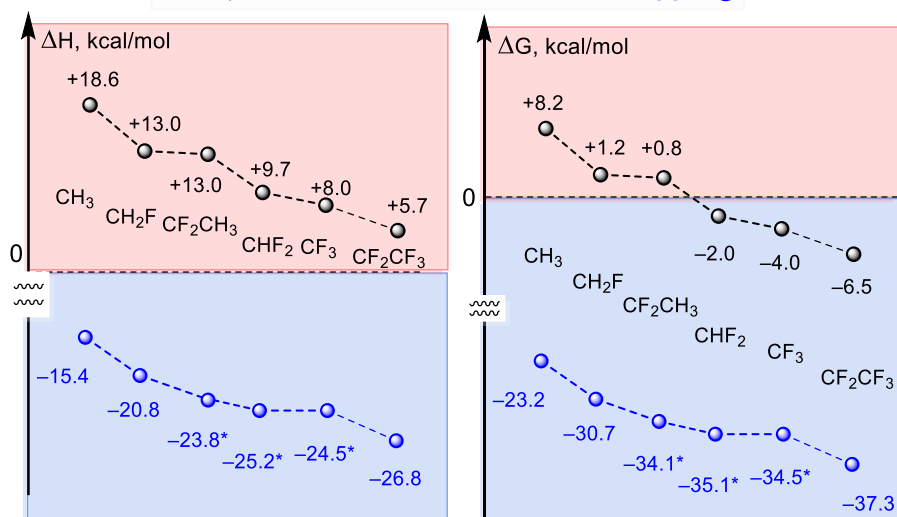 ΔH, kcal/mol
+18.6
+13.0
+13.0
+9.7
+8.0
+5.7
CH₃
CH₂F
CF₂CH₃
CHF₂
CF₃
CF₂CF₃
0
–15.4
–20.8
–23.8*
–25.2*
–24.5*
–26.8
ΔG, kcal/mol
+8.2
+1.2
+0.8
0
–2.0
–4.0
–6.5
CH₃
CH₂F
CF₂CH₃
CHF₂
CF₃
CF₂CF₃
–23.2
–30.7
–34.1*
–35.1*
–34.5*
–37.3